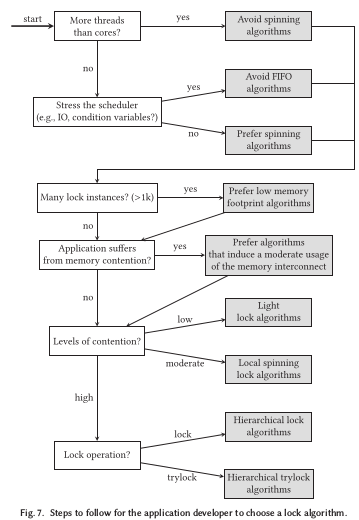 start
More threads
than cores?
yes
Avoid spinning
algorithms
no
yes
Avoid FIFO
algorithms
Stress the scheduler
(e.g., IO, condition variables?)
no
Prefer spinning
algorithms
Many lock instances? (>1k)
yes
Prefer low memory
footprint algorithms
no
Application suffers
from memory contention?
yes
Prefer algorithms
that induce a moderate usage
of the memory interconnect
no
low
Light
lock algorithms
Levels of contention?
moderate
Local spinning
lock algorithms
high
lock
Hierarchical lock
algorithms
Lock operation?
trylock
Hierarchical trylock
algorithms
Fig. 7. Steps to follow for the application developer to choose a lock algorithm.